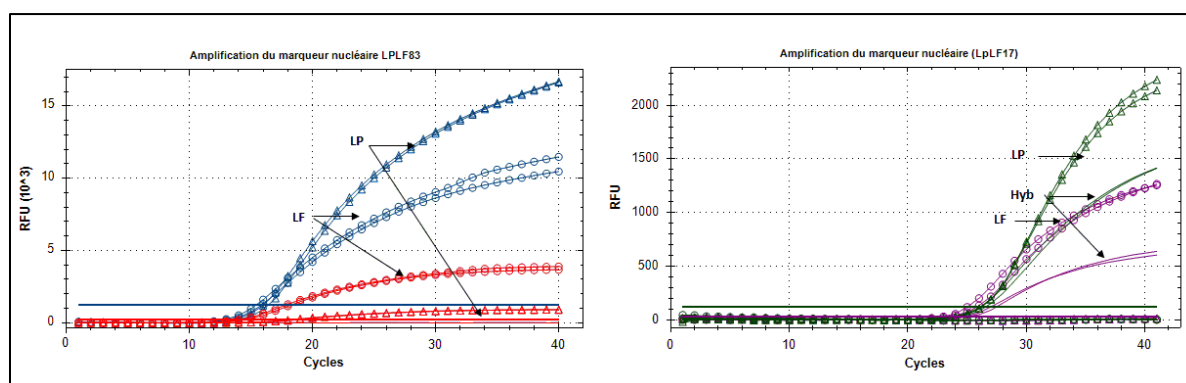 Amplification du marqueur nucléaire LPLF83
RFU (10^3)
15
10
5
0
LP
LF
0
10
20
30
40
Cycles
Amplification du marqueur nucléaire (LpLF17)
RFU
2000
1500
1000
500
0
LP
Hyb
LF
0
10
20
30
40
Cycles